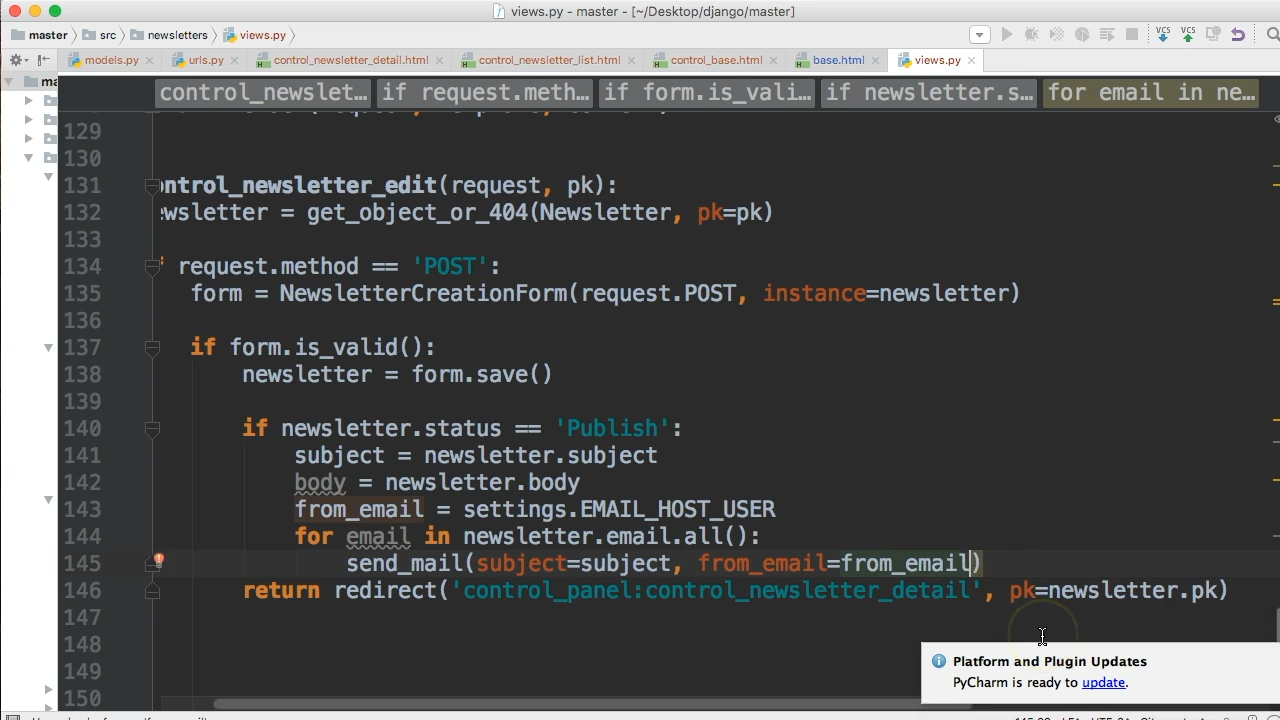 views.py - master - [~/Desktop/django/master]
master src newsletters views.py
VCS VCS
models.py urls.py control_newsletter_detail.html control_newsletter_list.html control_base.html base.html views.py
ma control_newslet… if request.meth… if form.is_vali… if newsletter.s… for email in ne…
129
130
131 ontrol_newsletter_edit(request, pk):
132 ewsletter = get_object_or_404(Newsletter, pk=pk)
133
134 request.method == 'POST':
135 form = NewsletterCreationForm(request.POST, instance=newsletter)
136
137 if form.is_valid():
138 newsletter = form.save()
139
140 if newsletter.status == 'Publish':
141 subject = newsletter.subject
142 body = newsletter.body
143 from_email = settings.EMAIL_HOST_USER
144 for email in newsletter.email.all():
145 send_mail(subject=subject, from_email=from_email)
146 return redirect('control_panel:control_newsletter_detail', pk=newsletter.pk)
147
148
149
150
Platform and Plugin Updates
PyCharm is ready to update.